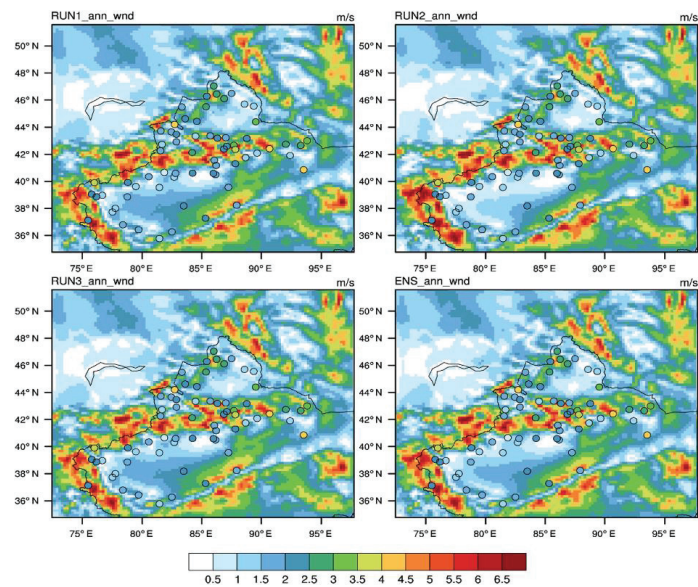 RUN1_ann_wnd m/s
50° N
48° N
46° N
44° N
42° N
40° N
38° N
36° N
75° E 80° E 85° E 90° E 95° E
RUN2_ann_wnd m/s
50° N
48° N
46° N
44° N
42° N
40° N
38° N
36° N
75° E 80° E 85° E 90° E 95° E
RUN3_ann_wnd m/s
50° N
48° N
46° N
44° N
42° N
40° N
38° N
36° N
75° E 80° E 85° E 90° E 95° E
ENS_ann_wnd m/s
50° N
48° N
46° N
44° N
42° N
40° N
38° N
36° N
75° E 80° E 85° E 90° E 95° E
0.5 1 1.5 2 2.5 3 3.5 4 4.5 5 5.5 6 6.5